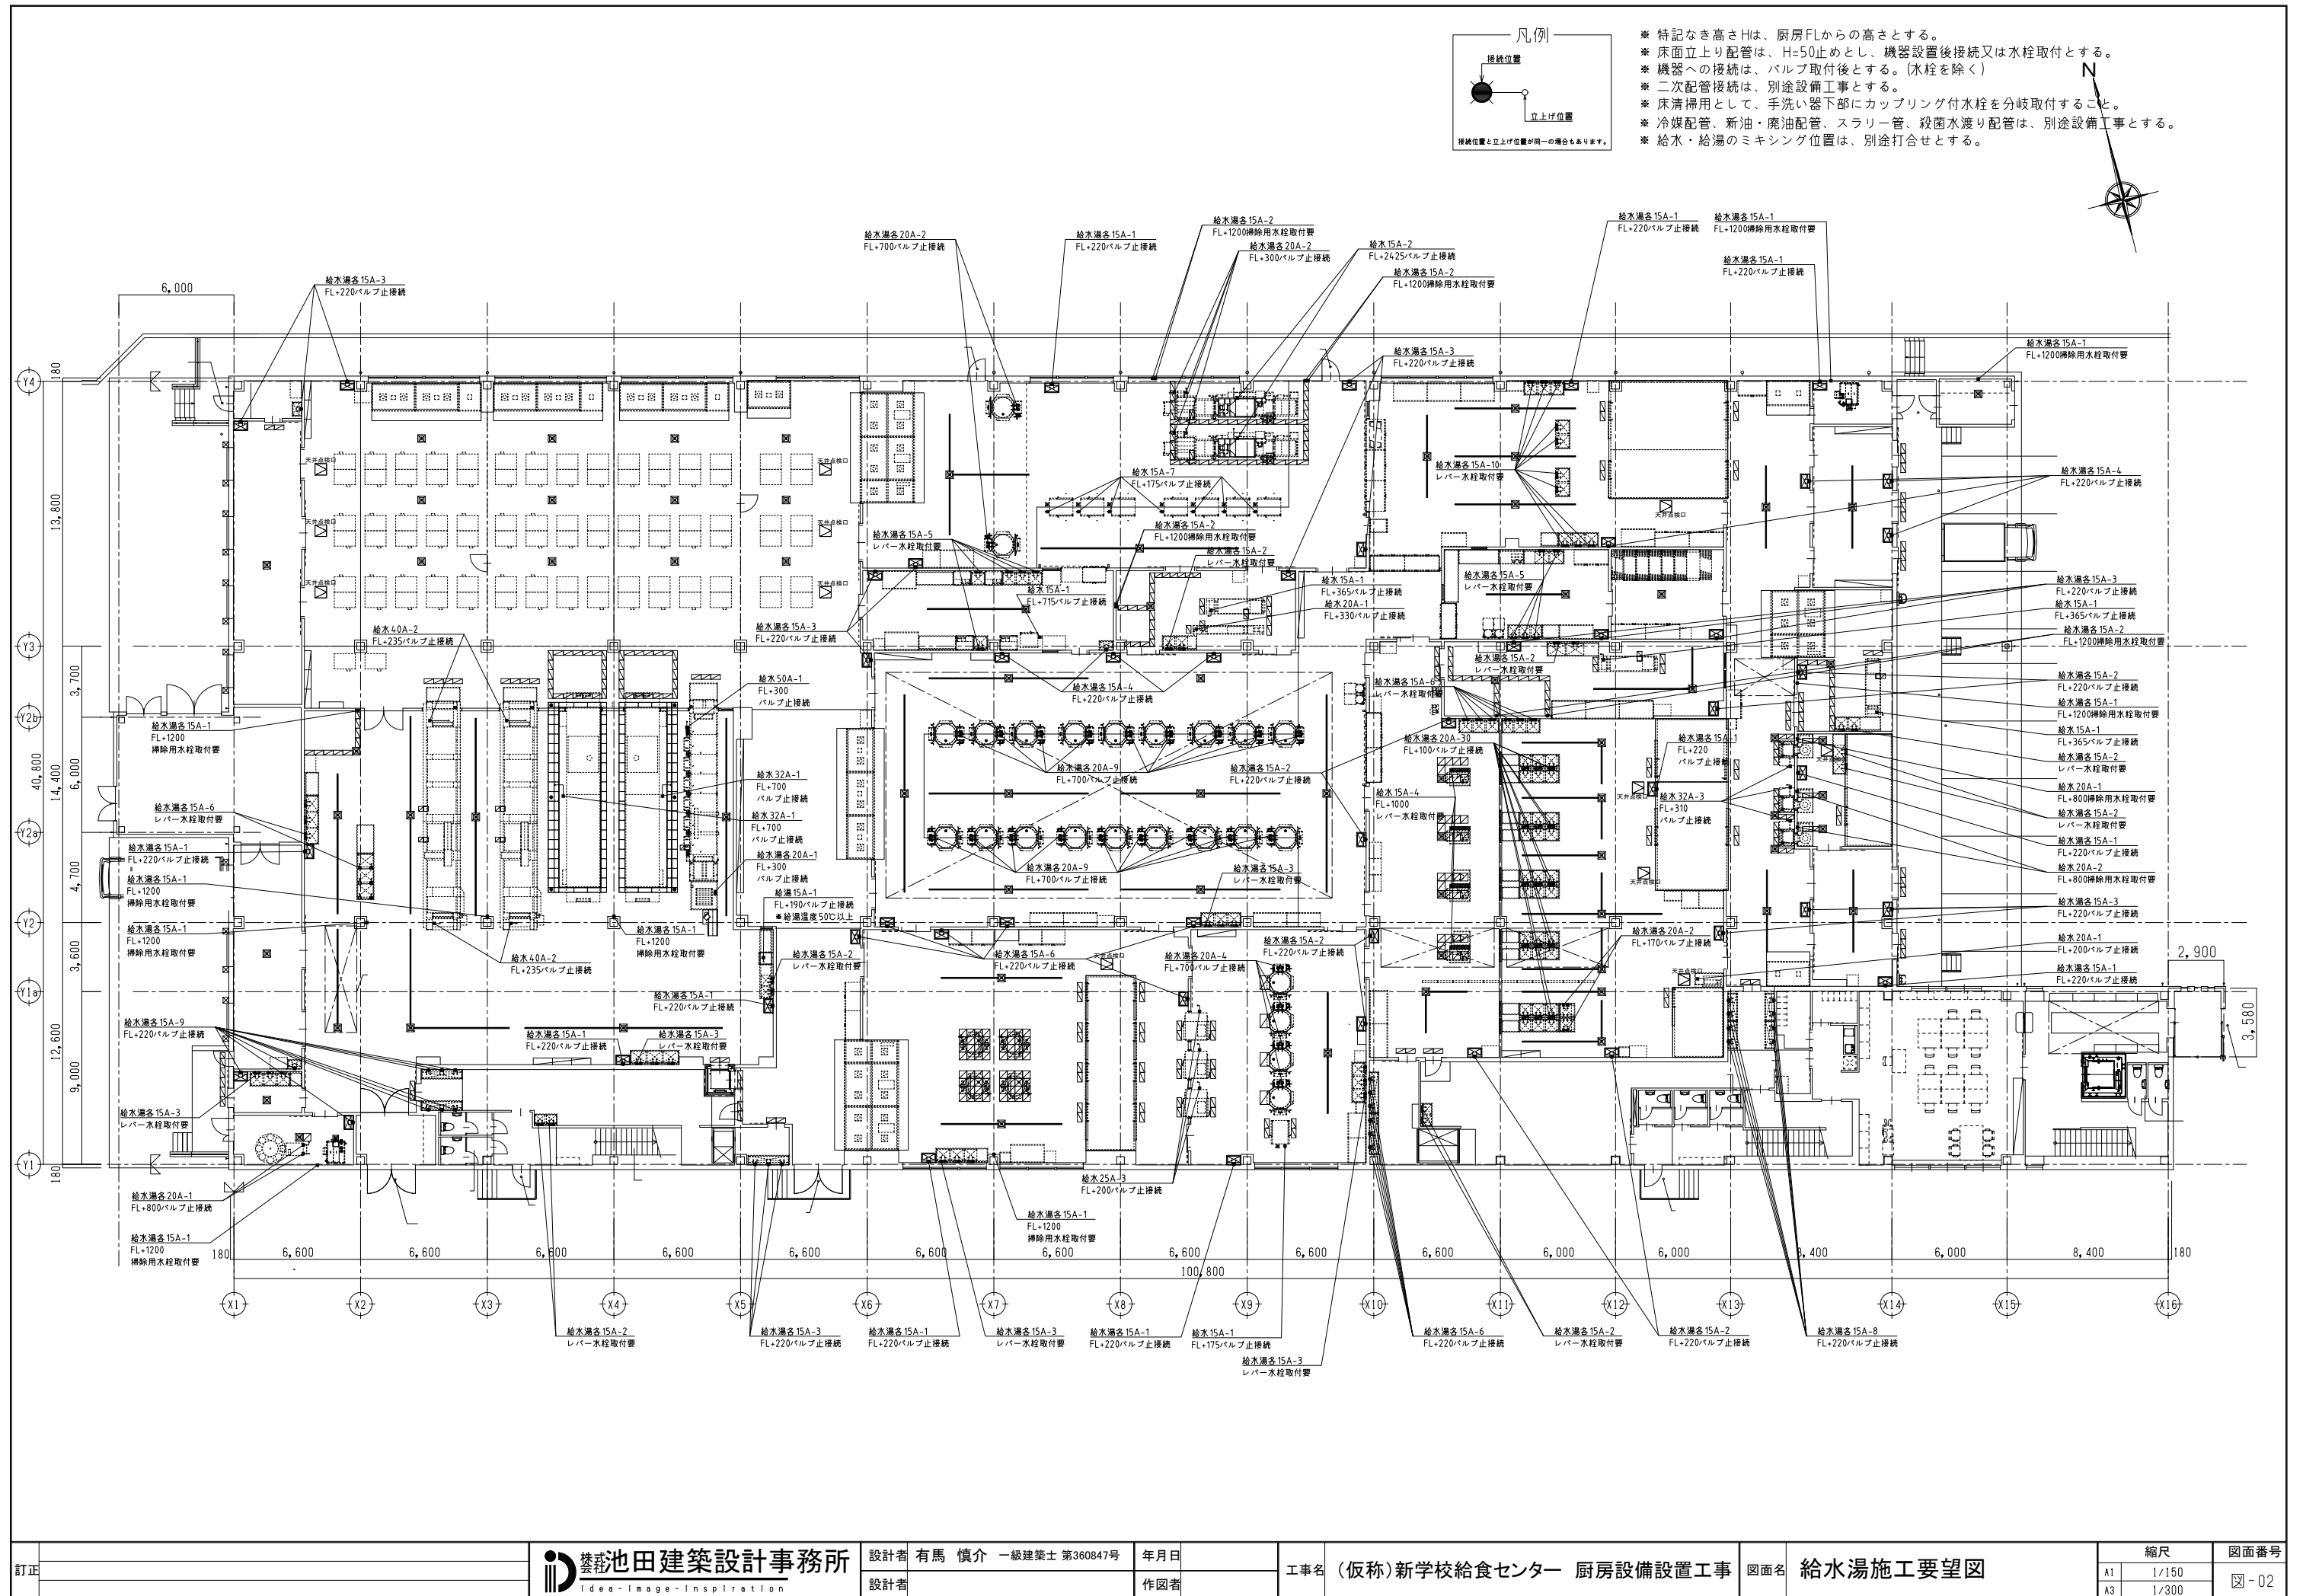 凡例
接続位置
立上げ位置
接続位置と立上げ位置が同一の場合もあります。
※ 特記なき高さHは、厨房FLからの高さとする。
※ 床面立上り配管は、H=50止めとし、機器設置後接続又は水栓取付とする。
※ 機器への接続は、バルブ取付後とする。(水栓を除く)
※ 二次配管接続は、別途設備工事とする。
※ 床清掃用として、手洗い器下部にカップリング付水栓を分岐取付すること。
※ 冷媒配管、新油・廃油配管、スラリー管、殺菌水渡り配管は、別途設備工事とする。
※ 給水・給湯のミキシング位置は、別途打合せとする。
N
給水湯各15A-3
FL+220バルブ止接続
給水湯各20A-2
FL+700バルブ止接続
給水湯各15A-1
FL+220バルブ止接続
給水湯各15A-2
FL+1200掃除用水栓取付要
給水湯各20A-2
FL+300バルブ止接続
給水15A-2
FL+2425バルブ止接続
給水湯各15A-2
FL+1200掃除用水栓取付要
給水湯各15A-3
FL+220バルブ止接続
給水湯各15A-1
FL+220バルブ止接続
給水湯各15A-1
FL+1200掃除用水栓取付要
給水湯各15A-1
FL+220バルブ止接続
給水湯各15A-1
FL+1200掃除用水栓取付要
給水湯各15A-4
FL+220バルブ止接続
給水湯各15A-3
FL+220バルブ止接続
給水15A-1
FL+365バルブ止接続
給水湯各15A-2
FL+1200掃除用水栓取付要
給水湯各15A-2
FL+220バルブ止接続
給水湯各15A-1
FL+1200掃除用水栓取付要
給水15A-1
FL+365バルブ止接続
給水湯各15A-2
レバー水栓取付要
給水20A-1
FL+800掃除用水栓取付要
給水湯各15A-2
レバー水栓取付要
給水湯各15A-1
FL+220バルブ止接続
給水20A-2
FL+800掃除用水栓取付要
給水湯各15A-3
FL+220バルブ止接続
給水20A-1
FL+200バルブ止接続
給水湯各15A-1
FL+220バルブ止接続
給水15A-7
FL+175バルブ止接続
給水湯各15A-2
FL+1200掃除用水栓取付要
給水湯各15A-2
レバー水栓取付要
給水湯各15A-5
レバー水栓取付要
給水15A-1
FL+715バルブ止接続
給水湯各15A-3
FL+220バルブ止接続
給水15A-1
FL+365バルブ止接続
給水20A-1
FL+330バルブ止接続
給水湯各15A-10
レバー水栓取付要
給水湯各15A-5
レバー水栓取付要
給水湯各15A-2
レバー水栓取付要
給水湯各15A-6
レバー水栓取付要
給水40A-2
FL+235バルブ止接続
給水50A-1
FL+300
バルブ止接続
給水32A-1
FL+700
バルブ止接続
給水32A-1
FL+700
バルブ止接続
給水湯各20A-1
FL+300
バルブ止接続
給湯15A-1
FL+190バルブ止接続
※給湯温度50℃以上
給水湯各15A-4
FL+220バルブ止接続
給水湯各20A-9
FL+700バルブ止接続
給水湯各15A-2
FL+220バルブ止接続
給水湯各20A-9
FL+700バルブ止接続
給水湯各15A-3
レバー水栓取付要
給水湯各20A-30
FL+100バルブ止接続
給水15A-4
FL+1000
レバー水栓取付要
給水湯各15A-1
FL+220
バルブ止接続
給水32A-3
FL+310
バルブ止接続
給水湯各20A-2
FL+170バルブ止接続
給水湯各15A-1
FL+1200
掃除用水栓取付要
給水湯各15A-6
レバー水栓取付要
給水湯各15A-1
FL+220バルブ止接続
給水湯各15A-1
FL+1200
掃除用水栓取付要
給水湯各15A-1
FL+1200
掃除用水栓取付要
給水湯各15A-9
FL+220バルブ止接続
給水湯各15A-3
レバー水栓取付要
給水湯各20A-1
FL+800バルブ止接続
給水湯各15A-1
FL+1200
掃除用水栓取付要
給水40A-2
FL+235バルブ止接続
給水湯各15A-1
FL+1200
掃除用水栓取付要
給水湯各15A-2
レバー水栓取付要
給水湯各15A-1
FL+220バルブ止接続
給水湯各15A-1
FL+220バルブ止接続
給水湯各15A-3
レバー水栓取付要
給水湯各15A-6
FL+220バルブ止接続
給水湯各20A-4
FL+700バルブ止接続
給水湯各15A-2
FL+220バルブ止接続
給水25A-3
FL+200バルブ止接続
給水湯各15A-1
FL+1200
掃除用水栓取付要
給水湯各15A-2
レバー水栓取付要
給水湯各15A-3
FL+220バルブ止接続
給水湯各15A-1
FL+220バルブ止接続
給水湯各15A-3
レバー水栓取付要
給水湯各15A-1
FL+220バルブ止接続
給水15A-1
FL+175バルブ止接続
給水湯各15A-3
レバー水栓取付要
給水湯各15A-6
FL+220バルブ止接続
給水湯各15A-2
レバー水栓取付要
給水湯各15A-2
FL+220バルブ止接続
給水湯各15A-8
FL+220バルブ止接続
天井点検口
天井点検口
天井点検口
天井点検口
天井点検口
天井点検口
天井点検口
天井点検口
天井点検口
天井点検口
天井点検口
天井点検口
6,000
180
13,800
3,700
6,000
14,400
40,800
4,700
3,600
12,600
9,000
180
2,900
3,580
Y4
Y3
Y2b
Y2a
Y2
Y1a
Y1
180
6,600
6,600
6,600
6,600
6,600
6,600
6,600
6,600
6,600
6,600
6,000
6,000
8,400
6,000
8,400
180
100,800
X1
X2
X3
X4
X5
X6
X7
X8
X9
X10
X11
X12
X13
X14
X15
X16
訂正
株式会社池田建築設計事務所
Idea-Image-Inspiration
設計者 有馬 慎介 一級建築士 第360847号
設計者
年月日
作図者
工事名 (仮称)新学校給食センター 厨房設備設置工事
図面名 給水湯施工要望図
縮尺
A1 1/150
A3 1/300
図面番号
図-02